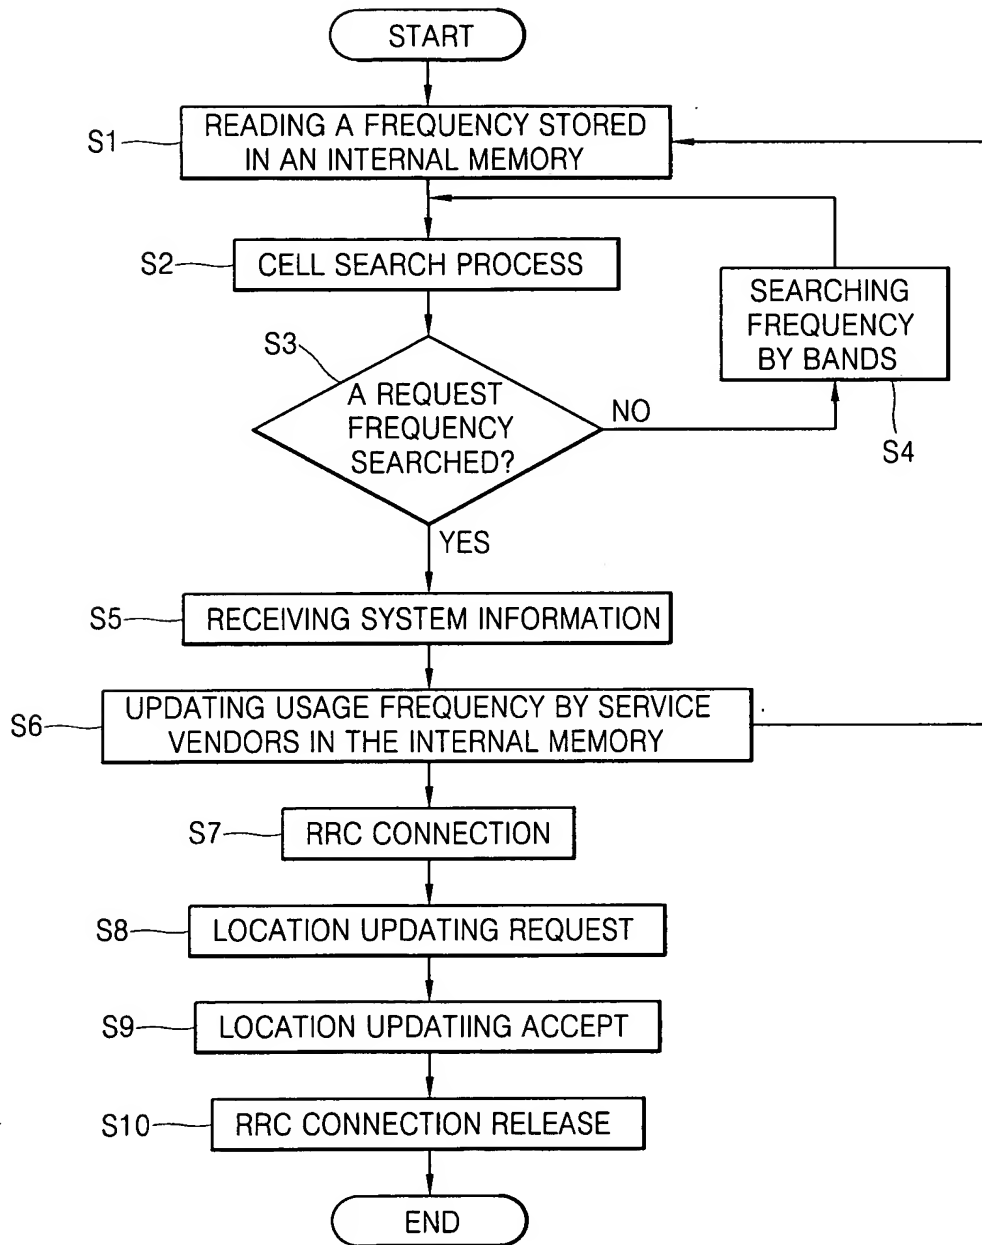 START
S1
READING A FREQUENCY STORED
IN AN INTERNAL MEMORY
S2
CELL SEARCH PROCESS
SEARCHING
FREQUENCY
BY BANDS
S4
S3
A REQUEST
FREQUENCY
SEARCHED?
NO
YES
S5
RECEIVING SYSTEM INFORMATION
S6
UPDATING USAGE FREQUENCY BY SERVICE
VENDORS IN THE INTERNAL MEMORY
S7
RRC CONNECTION
S8
LOCATION UPDATING REQUEST
S9
LOCATION UPDATIING ACCEPT
S10
RRC CONNECTION RELEASE
END